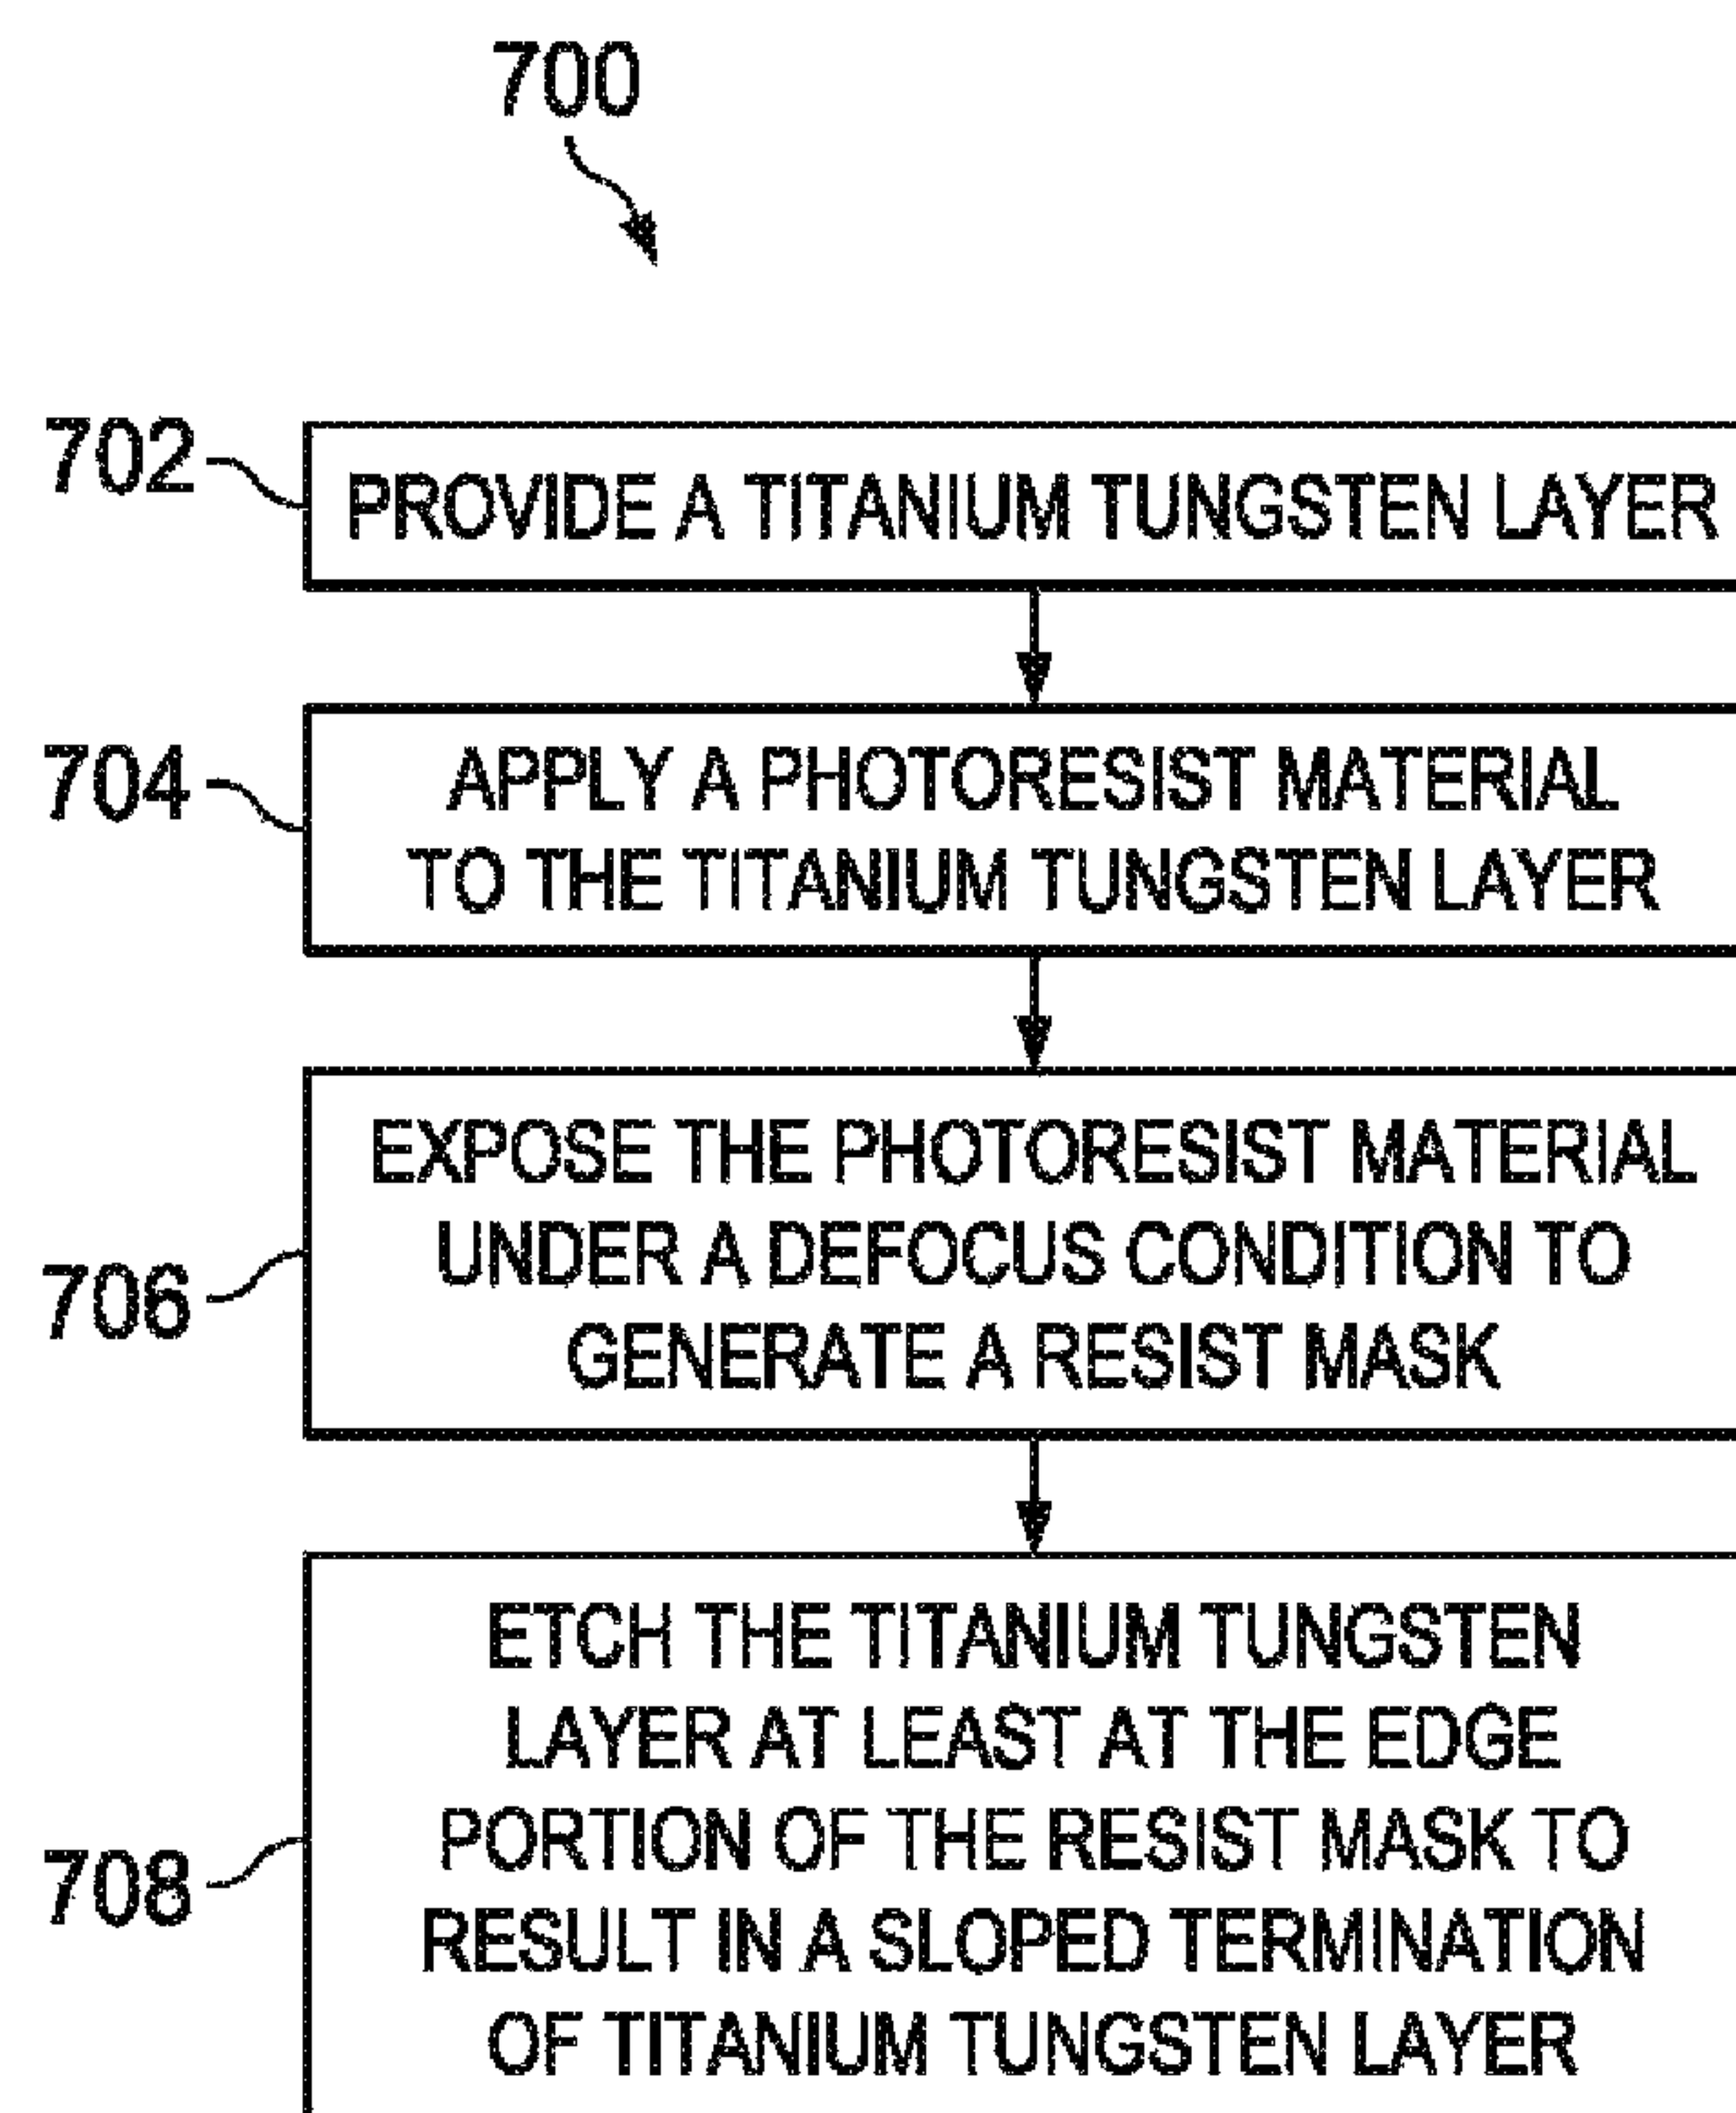 700
702
PROVIDE A TITANIUM TUNGSTEN LAYER
704
APPLY A PHOTORESIST MATERIAL
TO THE TITANIUM TUNGSTEN LAYER
706
EXPOSE THE PHOTORESIST MATERIAL
UNDER A DEFOCUS CONDITION TO
GENERATE A RESIST MASK
708
ETCH THE TITANIUM TUNGSTEN
LAYER AT LEAST AT THE EDGE
PORTION OF THE RESIST MASK TO
RESULT IN A SLOPED TERMINATION
OF TITANIUM TUNGSTEN LAYER